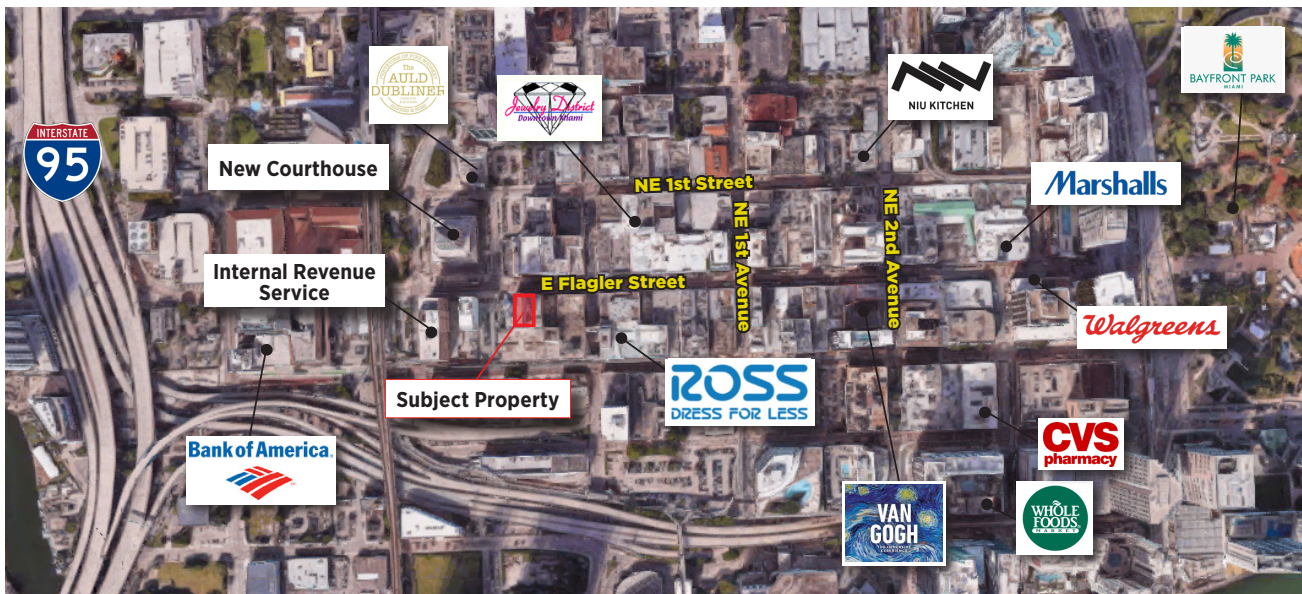 INTERSTATE
95
The
AULD
DUBLINER
Jewelry District
Downtown Miami
NIU KITCHEN
BAYFRONT PARK
MIAMI
New Courthouse
NE 1st Street
Marshalls
NE 1st Avenue
NE 2nd Avenue
Internal Revenue
Service
E Flagler Street
Walgreens
Subject Property
ROSS
DRESS FOR LESS
Bank of America
CVS
pharmacy
VAN
GOGH
WHOLE
FOODS
MARKET